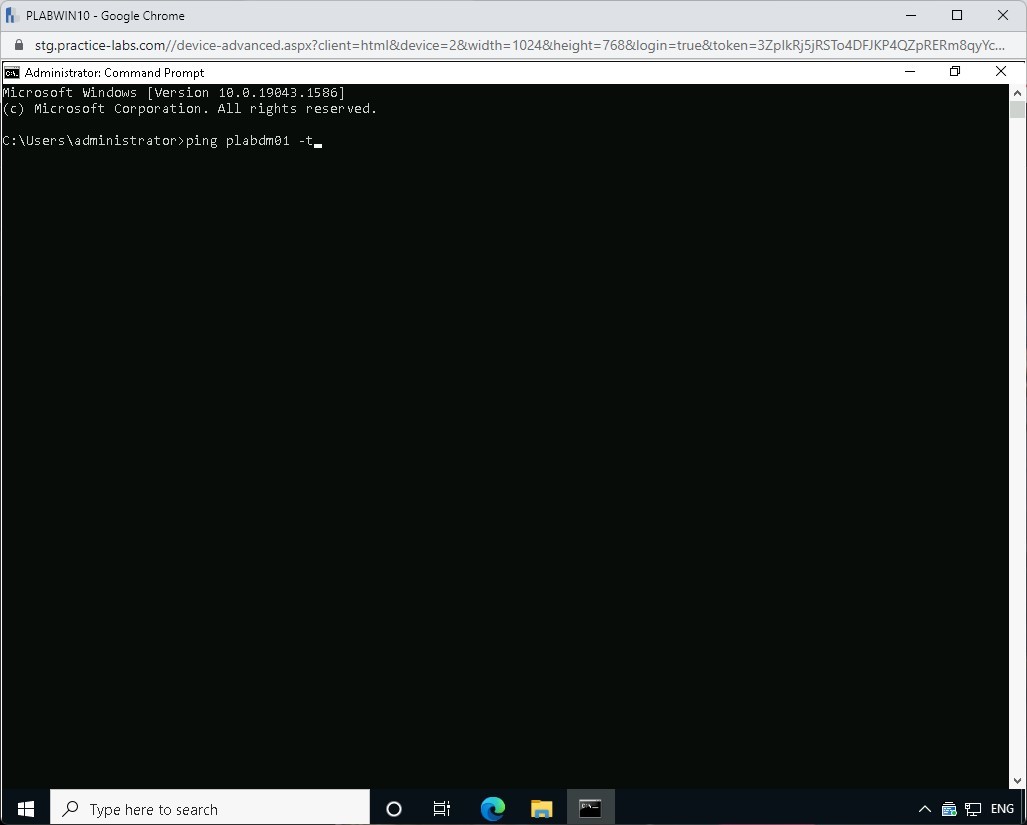 PLABWIN10 - Google Chrome
stg.practice-labs.com//device-advanced.aspx?client=html&device=2&width=1024&height=768&login=true&token=3ZpIkRj5jRSTo4DFJKP4QZpRERm8qyYc...
Administrator: Command Prompt
Microsoft Windows [Version 10.0.19043.1586]
(c) Microsoft Corporation. All rights reserved.
C:\Users\administrator>ping plabdm01 -t
Type here to search
ENG